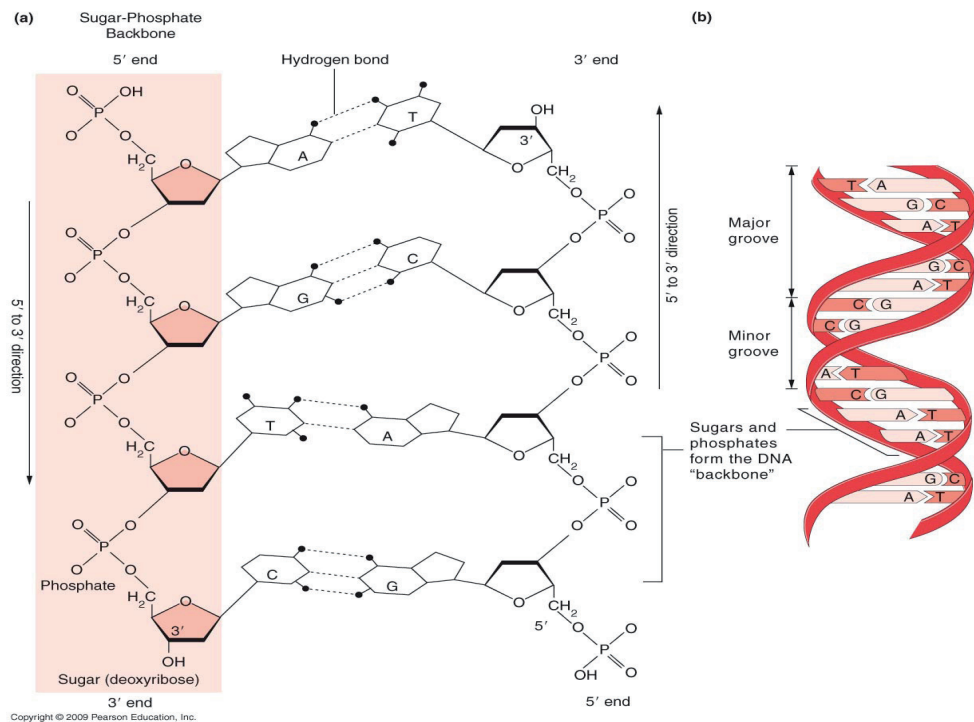 (a)
Sugar-Phosphate
Backbone
5′ end
Hydrogen bond
3′ end
5′ to 3′ direction
O
OH
P
O
O
H₂C
O
A
T
OH
3′
O
CH₂
O
O
P
O
O
O
O
P
O
O
H₂C
O
G
C
O
CH₂
O
O
P
O
O
O
O
P
O
O
H₂C
O
T
A
O
CH₂
O
O
P
O
O
O
O
P
O
O
Phosphate
H₂C
O
3′
OH
C
G
O
CH₂
5′
O
O
P
OH
O
Sugar (deoxyribose)
3′ end
5′ end
5′ to 3′ direction
(b)
Major
groove
Minor
groove
Sugars and
phosphates
form the DNA
“backbone”
T A
G C
A T
G C
A T
C G
C G
A T
C G
A T
A T
G C
A T
Copyright © 2009 Pearson Education, Inc.